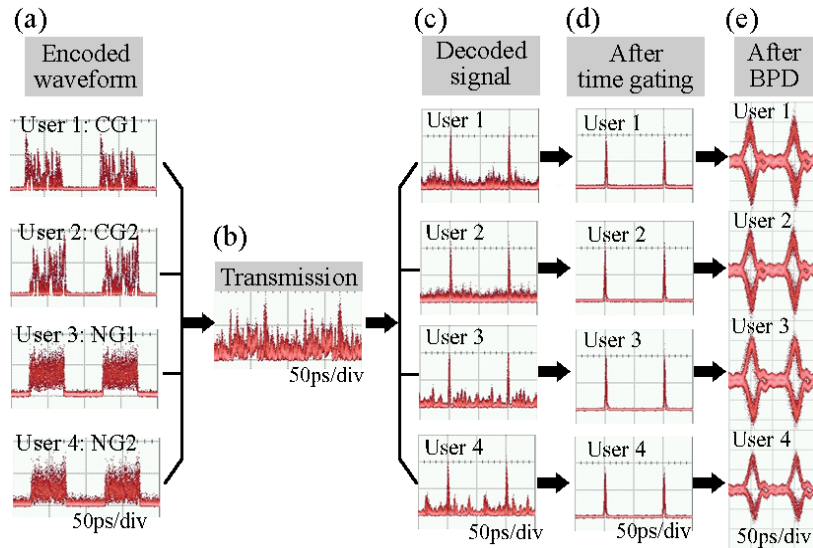 (a)
Encoded
waveform
User 1: CG1
User 2: CG2
User 3: NG1
User 4: NG2
50ps/div
(b)
Transmission
50ps/div
(c)
Decoded
signal
User 1
User 2
User 3
User 4
50ps/div
(d)
After
time gating
User 1
User 2
User 3
User 4
50ps/div
(e)
After
BPD
User 1
User 2
User 3
User 4
50ps/div